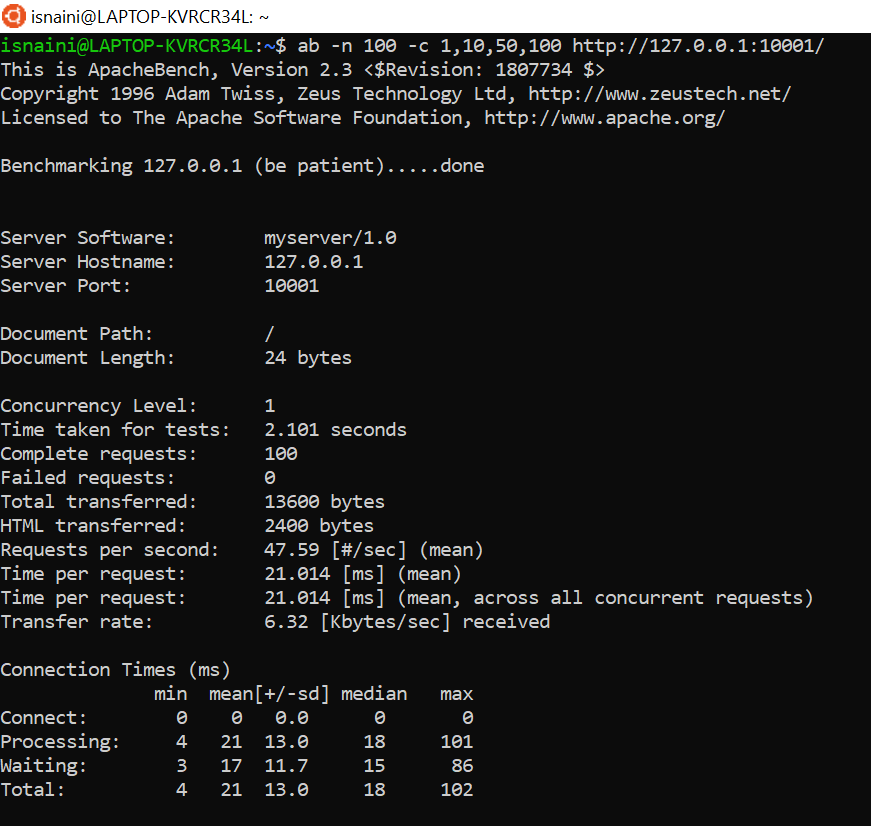 isnaini@LAPTOP-KVRCR34L: ~
isnaini@LAPTOP-KVRCR34L:~$ ab -n 100 -c 1,10,50,100 http://127.0.0.1:10001/
This is ApacheBench, Version 2.3 <$Revision: 1807734 $>
Copyright 1996 Adam Twiss, Zeus Technology Ltd, http://www.zeustech.net/
Licensed to The Apache Software Foundation, http://www.apache.org/

Benchmarking 127.0.0.1 (be patient).....done


Server Software:        myserver/1.0
Server Hostname:        127.0.0.1
Server Port:            10001

Document Path:          /
Document Length:        24 bytes

Concurrency Level:      1
Time taken for tests:   2.101 seconds
Complete requests:      100
Failed requests:        0
Total transferred:      13600 bytes
HTML transferred:       2400 bytes
Requests per second:    47.59 [#/sec] (mean)
Time per request:       21.014 [ms] (mean)
Time per request:       21.014 [ms] (mean, across all concurrent requests)
Transfer rate:          6.32 [Kbytes/sec] received

Connection Times (ms)
              min  mean[+/-sd] median   max
Connect:        0    0   0.0      0       0
Processing:     4   21  13.0     18     101
Waiting:        3   17  11.7     15      86
Total:          4   21  13.0     18     102